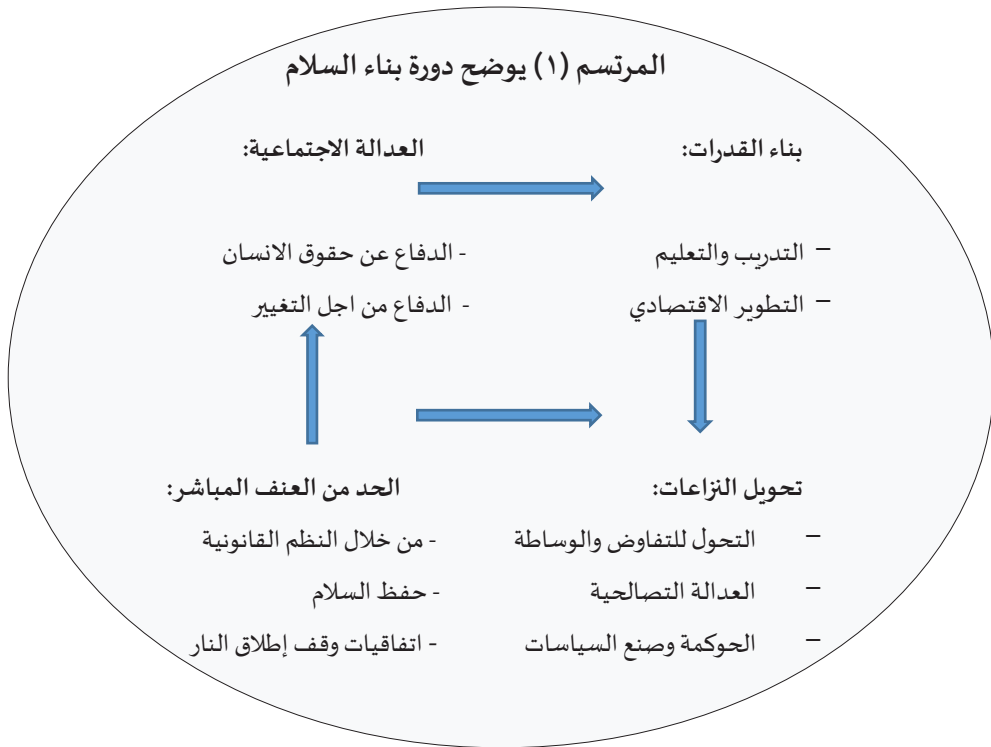 المرتسم (١) يوضح دورة بناء السلام
بناء القدرات:
– التدريب والتعليم
– التطوير الاقتصادي
العدالة الاجتماعية:
- الدفاع عن حقوق الانسان
- الدفاع من اجل التغيير
تحويل النزاعات:
– التحول للتفاوض والوساطة
– العدالة التصالحية
– الحوكمة وصنع السياسات
الحد من العنف المباشر:
- من خلال النظم القانونية
- حفظ السلام
- اتفاقيات وقف إطلاق النار